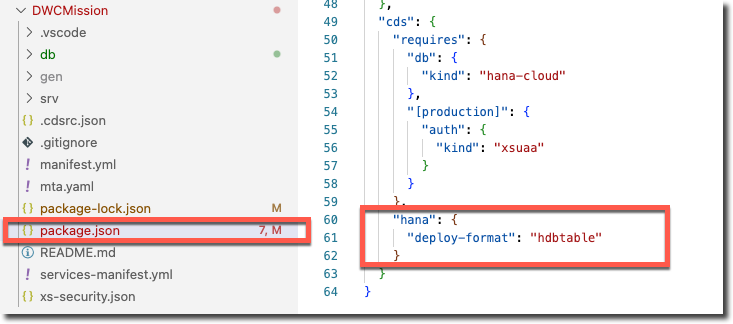 DWCMission
.vscode
db
gen
srv
{} .cdsrc.json
.gitignore
! manifest.yml
! mta.yaml
{} package-lock.json M
{} package.json 7, M
README.md
! services-manifest.yml
{} xs-security.json
48 },
49 "cds": {
50 "requires": {
51 "db": {
52 "kind": "hana-cloud"
53 },
54 "[production]": {
55 "auth": {
56 "kind": "xsuaa"
57 }
58 }
59 },
60 "hana": {
61 "deploy-format": "hdbtable"
62 }
63 }
64 }